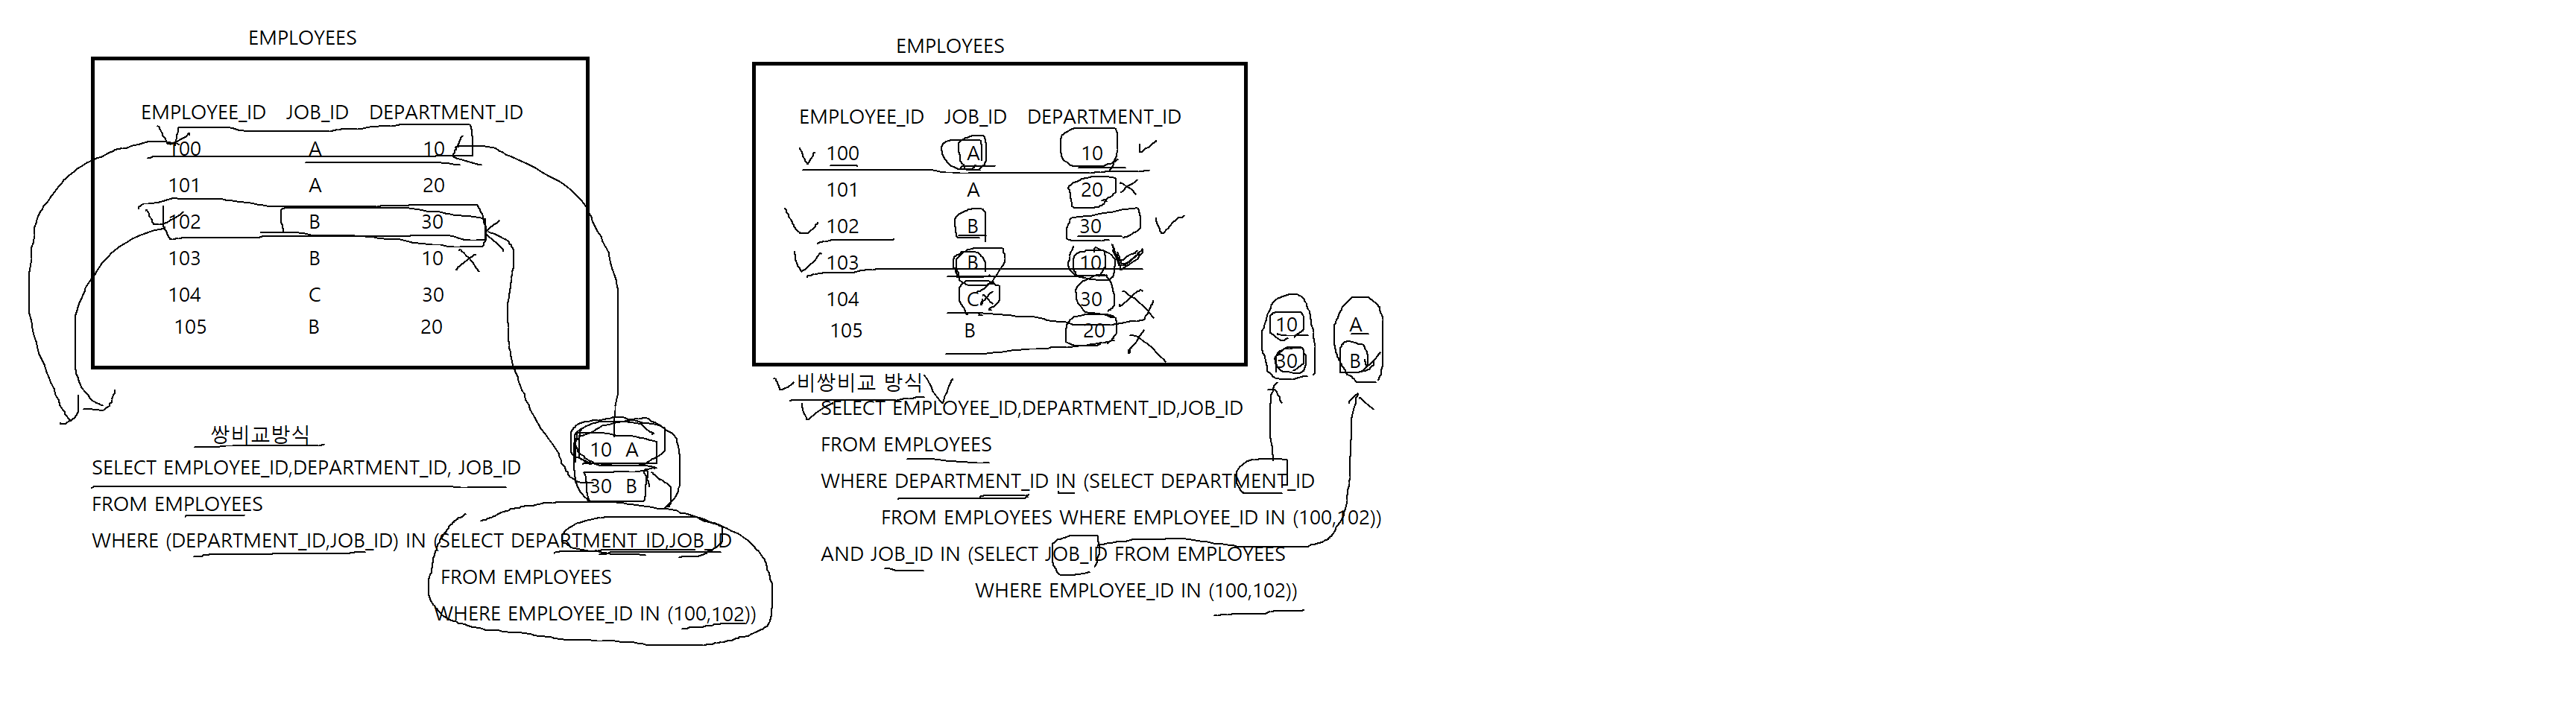 EMPLOYEES
EMPLOYEE_ID JOB_ID DEPARTMENT_ID
100 A 10
101 A 20
102 B 30
103 B 10
104 C 30
105 B 20
쌍비교방식
10 A
30 B
SELECT EMPLOYEE_ID,DEPARTMENT_ID, JOB_ID
FROM EMPLOYEES
WHERE (DEPARTMENT_ID,JOB_ID) IN (SELECT DEPARTMENT_ID,JOB_ID
FROM EMPLOYEES
WHERE EMPLOYEE_ID IN (100,102))
EMPLOYEES
EMPLOYEE_ID JOB_ID DEPARTMENT_ID
100 A 10
101 A 20
102 B 30
103 B 10
104 C 30
105 B 20
10 A
30 B
비쌍비교 방식
SELECT EMPLOYEE_ID,DEPARTMENT_ID,JOB_ID
FROM EMPLOYEES
WHERE DEPARTMENT_ID IN (SELECT DEPARTMENT_ID
FROM EMPLOYEES WHERE EMPLOYEE_ID IN (100,102))
AND JOB_ID IN (SELECT JOB_ID FROM EMPLOYEES
WHERE EMPLOYEE_ID IN (100,102))